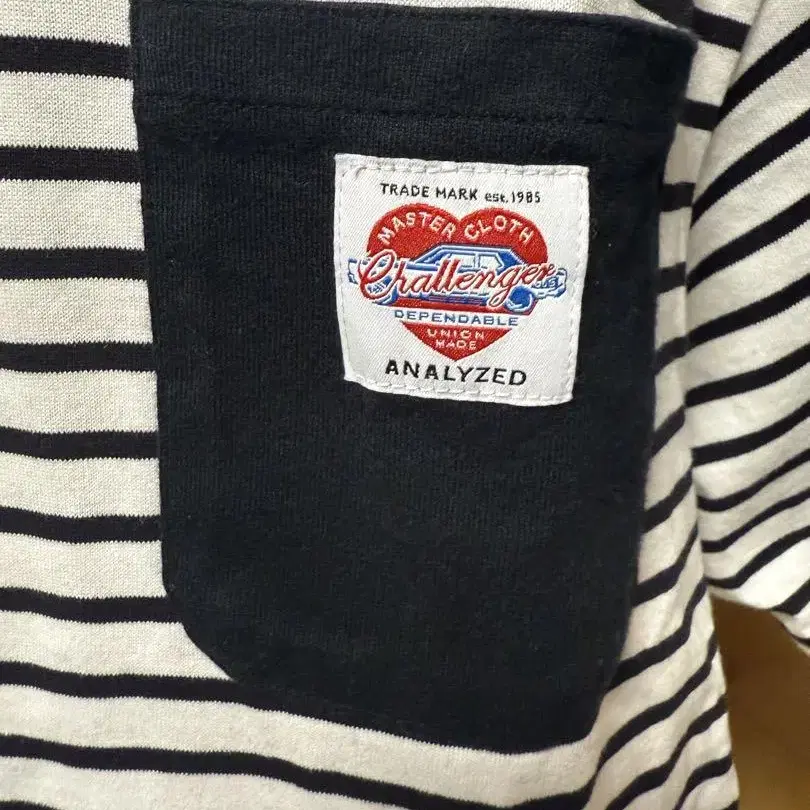 TRADE MARK est. 1985
MASTER CLOTH
Challenger
DEPENDABLE
UNION
MADE
ANALYZED